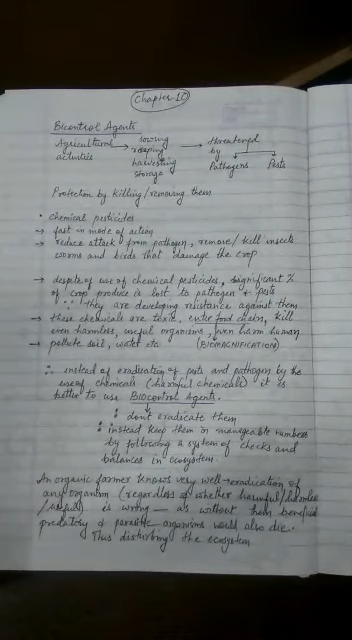 Chapter-10
Biocontrol Agents
Agricultural activities → sowing reaping harvesting storage → threatened by Pathogens Pests
Protection by killing/removing them
• chemical pesticides
→ fast in mode of action
→ reduce attack from pathogen, remove/kill insects
worms and birds that damage the crop
→ despite of use of chemical pesticides, significant %
of crop produce is lost to pathogen & pests
∵ they are developing resistance against them
→ these chemicals are toxic, enter food chain, kill
even harmless, useful organisms, even harm human
→ pollute soil, water etc. (BIOMAGNIFICATION)
∴ instead of eradication of pests and pathogen by the
use of chemicals (harmful chemicals) it is
better to use Biocontrol Agents.
: don't eradicate them
: instead keep them in manageable numbers
by following a system of checks and
balances in ecosystem.
An organic farmer knows very well-eradication of
any organism (regardless of whether harmful/harmless
/useful) is wrong — as without them beneficial
predatory & parasitic organisms would also die.
Thus disturbing the ecosystem